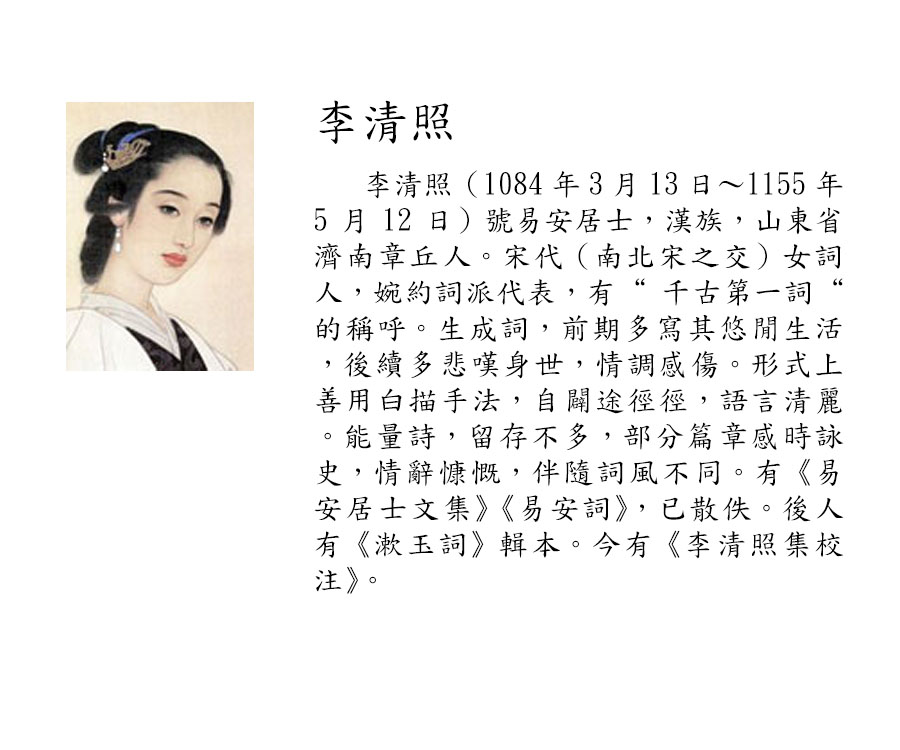 李清照
李清照（1084 年 3 月 13 日～1155 年
5 月 12 日）號易安居士，漢族，山東省
濟南章丘人。宋代（南北宋之交）女詞
人，婉約詞派代表，有“ 千古第一詞“
的稱呼。生成詞，前期多寫其悠閒生活
，後續多悲嘆身世，情調感傷。形式上
善用白描手法，自闢途徑徑，語言清麗
。能量詩，留存不多，部分篇章感時詠
史，情辭慷慨，伴隨詞風不同。有《易
安居士文集》《易安詞》，已散佚。後人
有《漱玉詞》輯本。今有《李清照集校
注》。